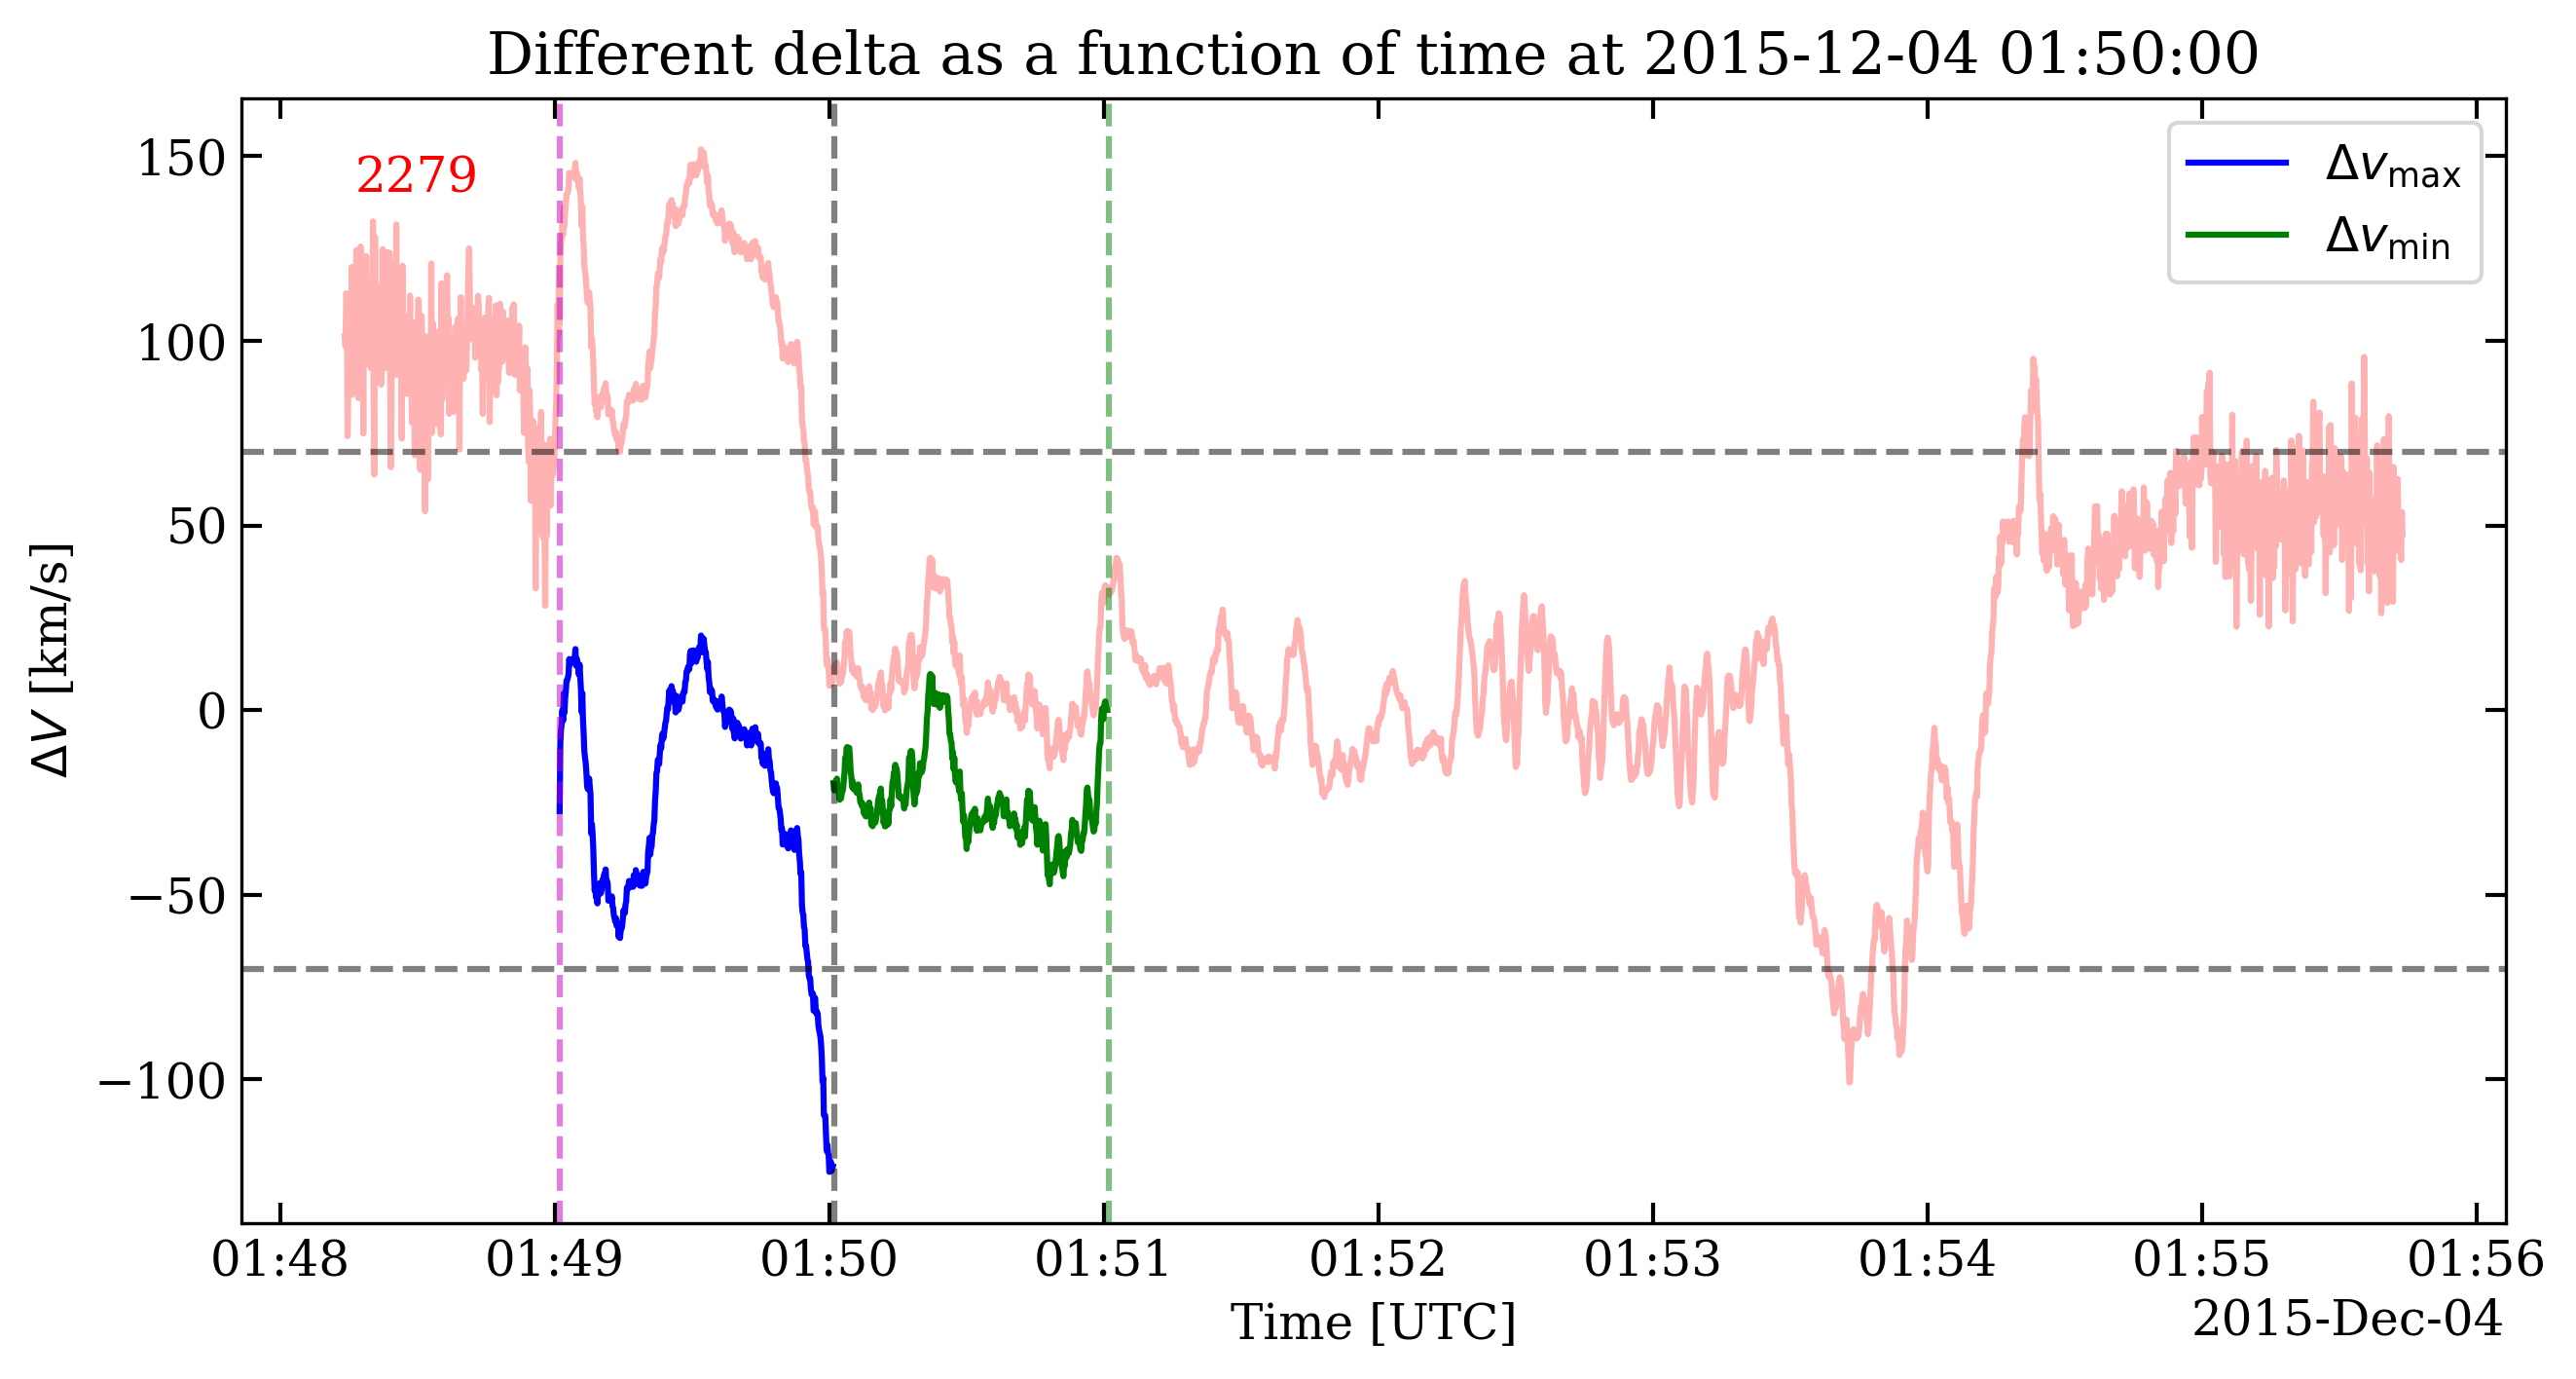 Different delta as a function of time at 2015-12-04 01:50:00
2279
Δv_max
Δv_min
150
100
50
0
−50
−100
ΔV [km/s]
01:48 01:49 01:50 01:51 01:52 01:53 01:54 01:55 01:56
Time [UTC]
2015-Dec-04